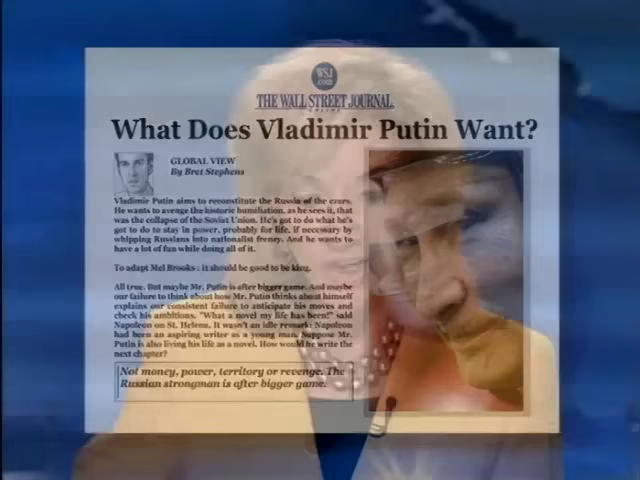 WSJ
.com
THE WALL STREET JOURNAL
ONLINE
What Does Vladimir Putin Want?
GLOBAL VIEW
By Bret Stephens
Vladimir Putin aims to reconstitute the Russia of the czars.
He wants to avenge the historic humiliation, as he sees it, that
was the collapse of the Soviet Union. He's got to do what he's
got to do to stay in power, probably for life, if necessary by
whipping Russians into nationalist frenzy. And he wants to
have a lot of fun while doing all of it.
To adapt Mel Brooks : it should be good to be king.
All true. But maybe Mr. Putin is after bigger game. And maybe
our failure to think about how Mr. Putin thinks about himself
explains our consistent failure to anticipate his moves and
check his ambitions. "What a novel my life has been!" said
Napoleon on St. Helena. It wasn't an idle remark: Napoleon
had been an aspiring writer as a young man. Suppose Mr.
Putin is also living his life as a novel. How would he write the
next chapter?
Not money, power, territory or revenge. The
Russian strongman is after bigger game.